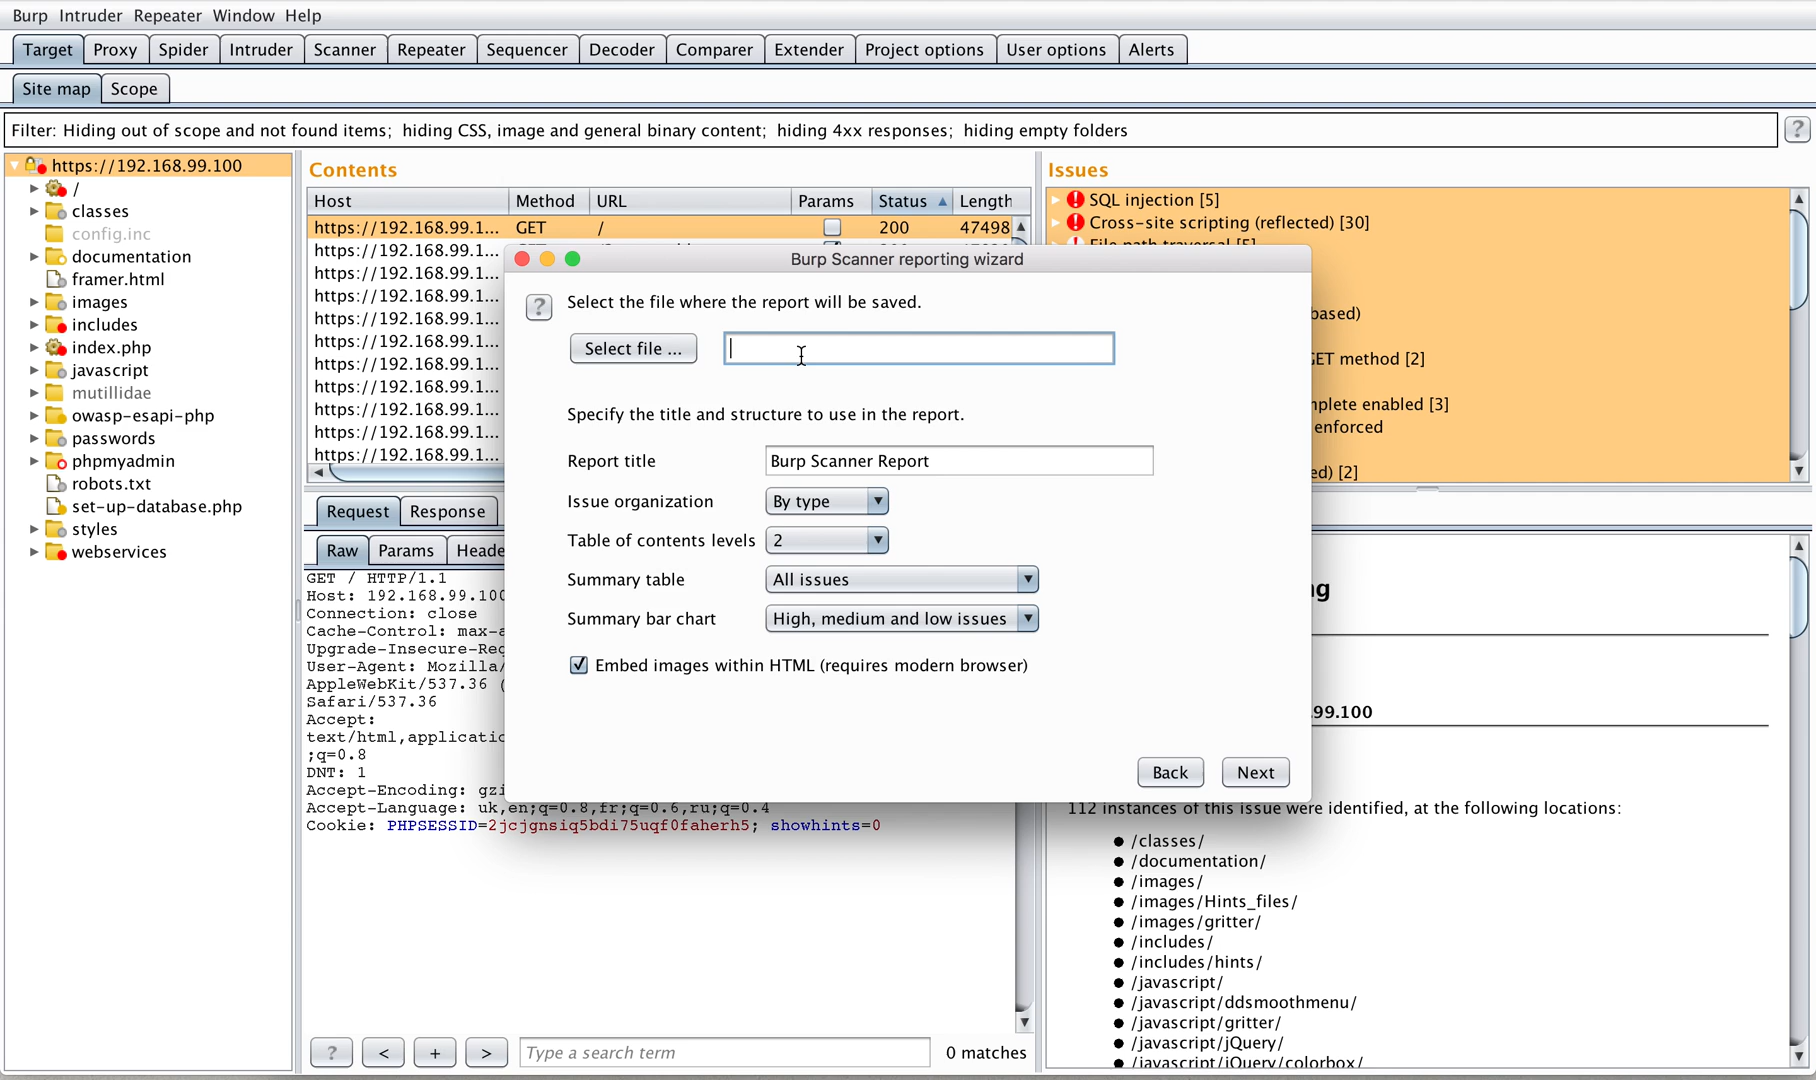 Burp Intruder Repeater Window Help
Target Proxy Spider Intruder Scanner Repeater Sequencer Decoder Comparer Extender Project options User options Alerts
Site map Scope
Filter: Hiding out of scope and not found items; hiding CSS, image and general binary content; hiding 4xx responses; hiding empty folders ?
https://192.168.99.100
/
classes
config.inc
documentation
framer.html
images
includes
index.php
javascript
mutillidae
owasp-esapi-php
passwords
phpmyadmin
robots.txt
set-up-database.php
styles
webservices
Contents
Host Method URL Params Status Length
https://192.168.99.1... GET / 200 47498
https://192.168.99.1...
https://192.168.99.1...
https://192.168.99.1...
https://192.168.99.1...
https://192.168.99.1...
https://192.168.99.1...
https://192.168.99.1...
https://192.168.99.1...
https://192.168.99.1...
https://192.168.99.1...
Issues
SQL injection [5]
Cross-site scripting (reflected) [30]
File path traversal [5]
based)
GET method [2]
mplete enabled [3]
enforced
ed) [2]
Burp Scanner reporting wizard
? Select the file where the report will be saved.
Select file ...
Specify the title and structure to use in the report.
Report title Burp Scanner Report
Issue organization By type
Table of contents levels 2
Summary table All issues
Summary bar chart High, medium and low issues
Embed images within HTML (requires modern browser)
Back Next
Request Response
Raw Params Heade
GET / HTTP/1.1
Host: 192.168.99.100
Connection: close
Cache-Control: max-a
Upgrade-Insecure-Req
User-Agent: Mozilla/
AppleWebKit/537.36 (
Safari/537.36
Accept:
text/html,applicatio
;q=0.8
DNT: 1
Accept-Encoding: gzi
Accept-Language: uk,en;q=0.8,fr;q=0.6,ru;q=0.4
Cookie: PHPSESSID=2jcjgnsiq5bdi75uqf0faherh5; showhints=0
? < + > Type a search term 0 matches
g
99.100
112 instances of this issue were identified, at the following locations:
/classes/
/documentation/
/images/
/images/Hints_files/
/images/gritter/
/includes/
/includes/hints/
/javascript/
/javascript/ddsmoothmenu/
/javascript/gritter/
/javascript/jQuery/
/javascript/jQuery/colorbox/